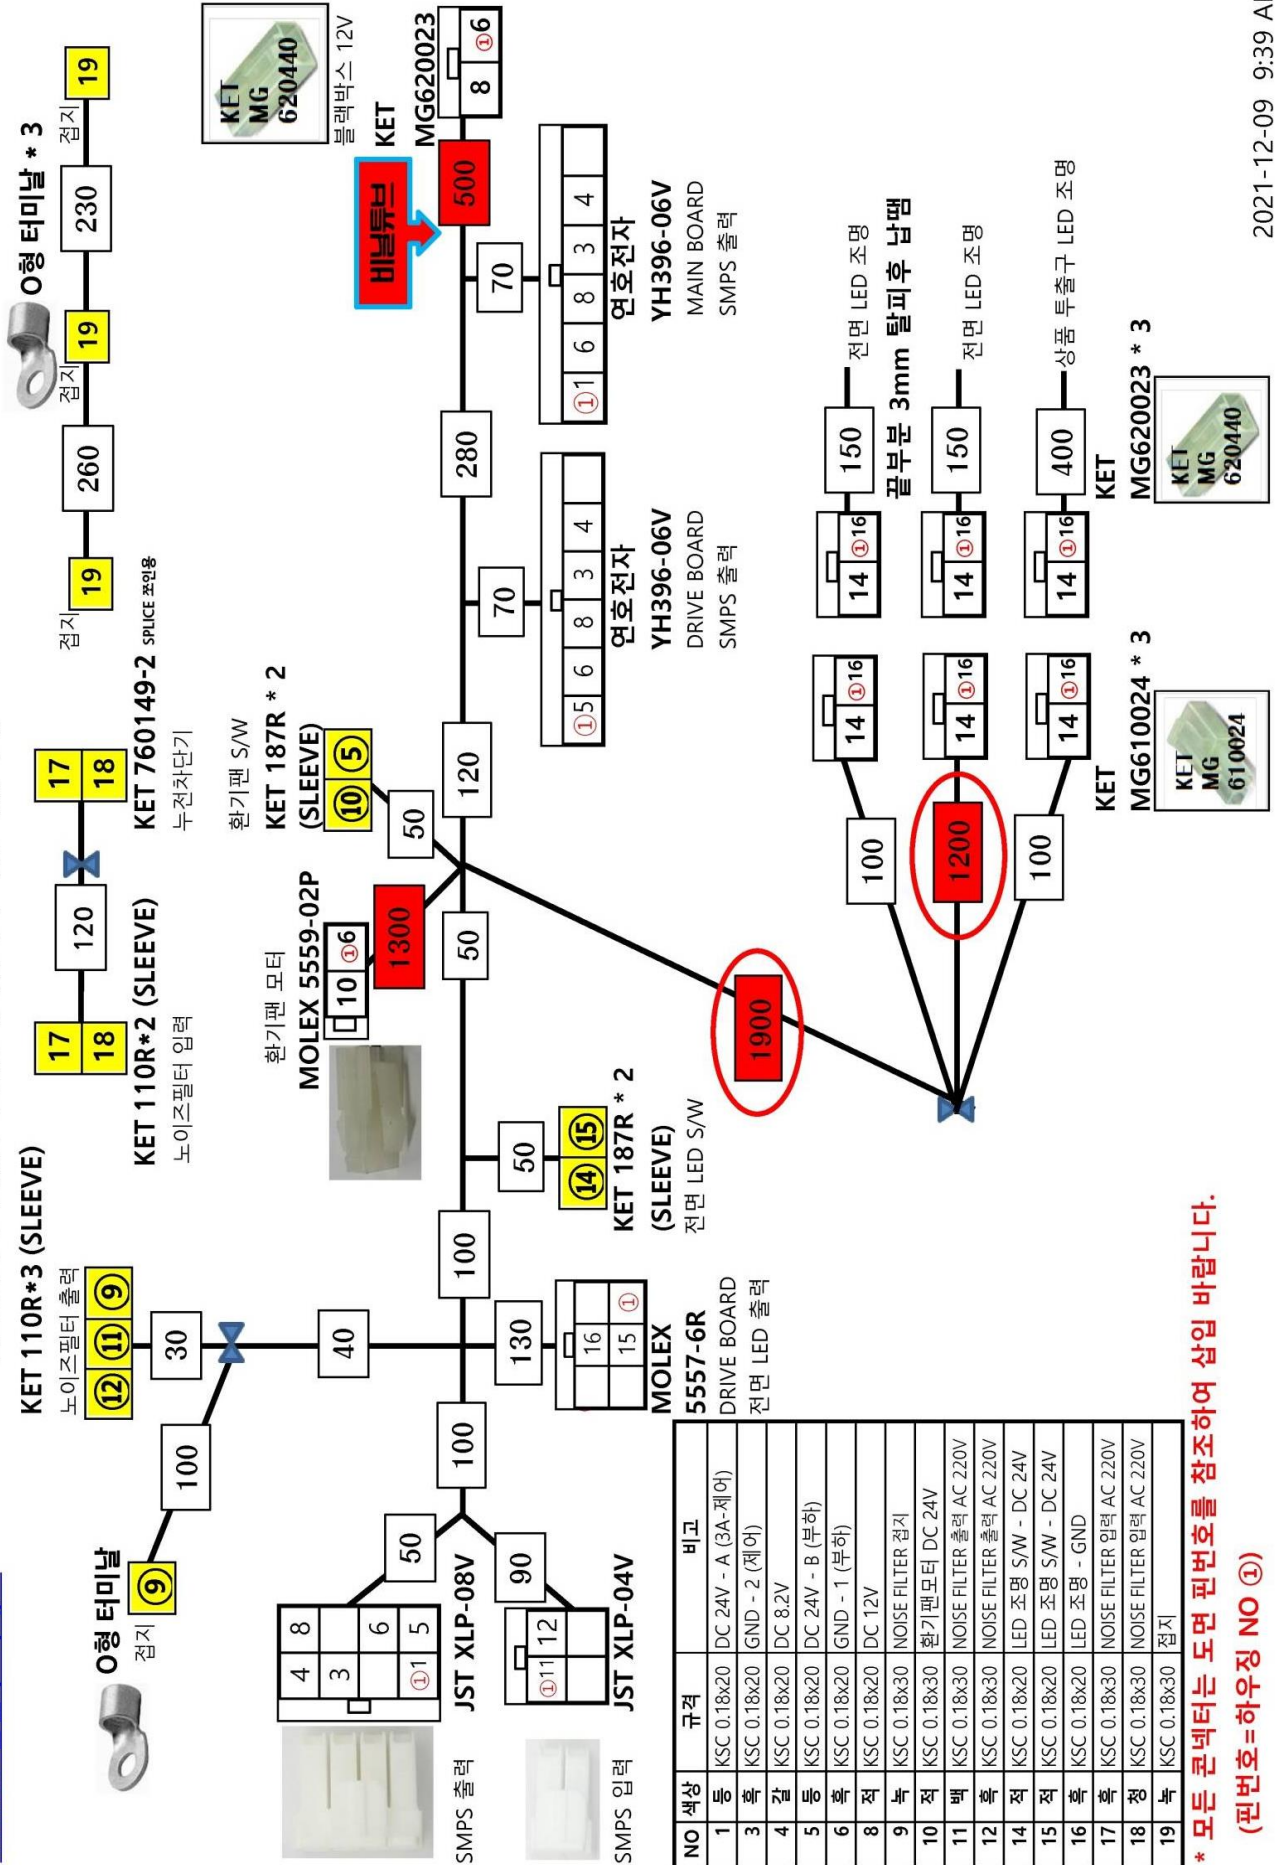 KET 110R*3 (SLEEVE)
노이즈필터 출력
⑫ ⑪ ⑨
30
100
40
O형 터미날
접지
⑨
17
18
120
17
18
KET 110R*2 (SLEEVE)
노이즈필터 입력
KET 760149-2 SPLICE 쪼인용
누전차단기
O형 터미날 * 3
접지
19
260
접지
19
230
접지
19
KET
MG
620440
블랙박스 12V
KET
MG620023
8 ①6
비닐튜브
500
환기팬 모터
MOLEX 5559-02P
10 ①6
1300
환기팬 S/W
KET 187R * 2
(SLEEVE)
⑩ ⑤
50
SMPS 출력
4 8
3
6
①1 5
JST XLP-08V
50
SMPS 입력
①11 12
JST XLP-04V
90
100
100
50
120
280
130
16
15 ①
MOLEX
5557-6R
DRIVE BOARD
전면 LED 출력
50
⑭ ⑮
KET 187R * 2
(SLEEVE)
전면 LED S/W
70
①5 6 8 3 4
연호전자
YH396-06V
DRIVE BOARD
SMPS 출력
70
①1 6 8 3 4
연호전자
YH396-06V
MAIN BOARD
SMPS 출력
1900
100
14 ①16
14 ①16
150
전면 LED 조명
끝부분 3mm 탈피후 납땜
1200
14 ①16
14 ①16
150
전면 LED 조명
100
14 ①16
14 ①16
400
상품 투출구 LED 조명
KET
MG610024 * 3
KET
MG
610024
KET
MG620023 * 3
KET
MG
620440
NO 색상 규격 비고
1 등 KSC 0.18x20 DC 24V - A (3A-제어)
3 흑 KSC 0.18x20 GND - 2 (제어)
4 갈 KSC 0.18x20 DC 8.2V
5 등 KSC 0.18x20 DC 24V - B (부하)
6 흑 KSC 0.18x20 GND - 1 (부하)
8 적 KSC 0.18x20 DC 12V
9 녹 KSC 0.18x30 NOISE FILTER 접지
10 적 KSC 0.18x30 환기팬모터 DC 24V
11 백 KSC 0.18x30 NOISE FILTER 출력 AC 220V
12 흑 KSC 0.18x30 NOISE FILTER 출력 AC 220V
14 적 KSC 0.18x20 LED 조명 S/W - DC 24V
15 적 KSC 0.18x20 LED 조명 S/W - DC 24V
16 흑 KSC 0.18x20 LED 조명 - GND
17 흑 KSC 0.18x30 NOISE FILTER 입력 AC 220V
18 청 KSC 0.18x30 NOISE FILTER 입력 AC 220V
19 녹 KSC 0.18x30 접지
* 모든 콘넥터는 도면 핀번호를 참조하여 삽입 바랍니다.
(핀번호=하우징 NO ①)
2021-12-09 9:39